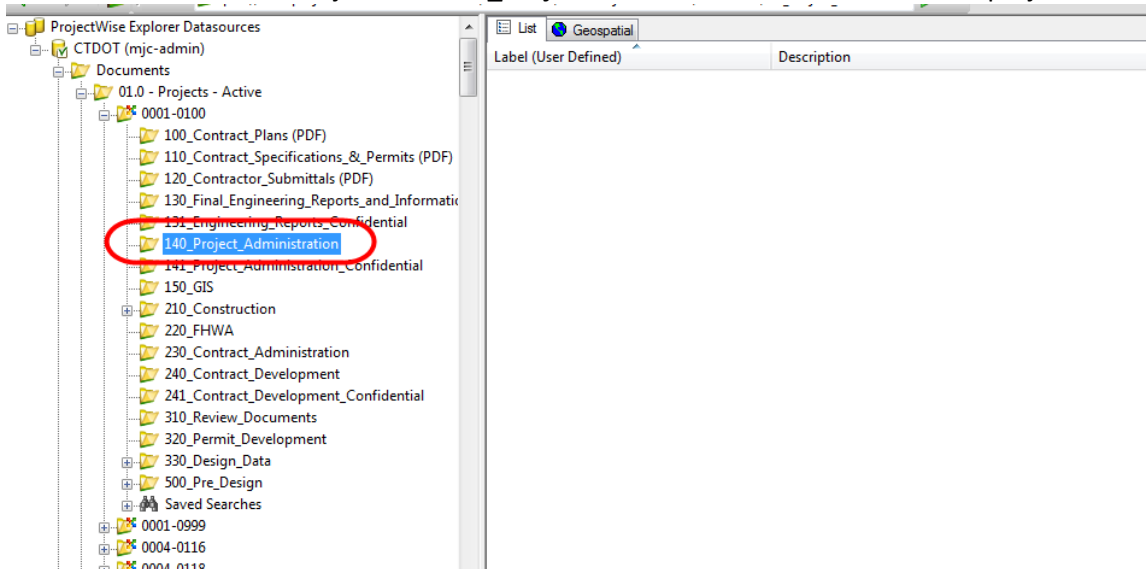 ProjectWise Explorer Datasources
CTDOT (mjc-admin)
Documents
01.0 - Projects - Active
0001-0100
100_Contract_Plans (PDF)
110_Contract_Specifications_&_Permits (PDF)
120_Contractor_Submittals (PDF)
130_Final_Engineering_Reports_and_Informatic
131_Engineering_Reports_Confidential
140_Project_Administration
141_Project_Administration_Confidential
150_GIS
210_Construction
220_FHWA
230_Contract_Administration
240_Contract_Development
241_Contract_Development_Confidential
310_Review_Documents
320_Permit_Development
330_Design_Data
500_Pre_Design
Saved Searches
0001-0999
0004-0116
0004-0118
List
Geospatial
Label (User Defined)
Description